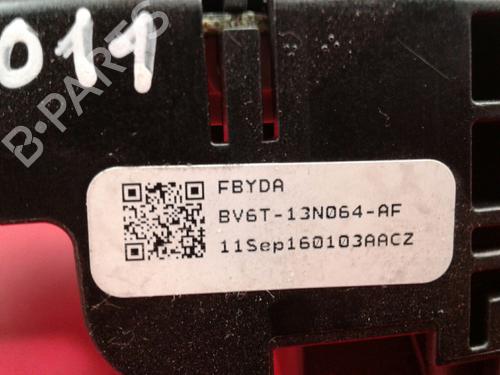 011
B-PARTS
FBYDA
BV6T-13N064-AF
11Sep160103AACZ